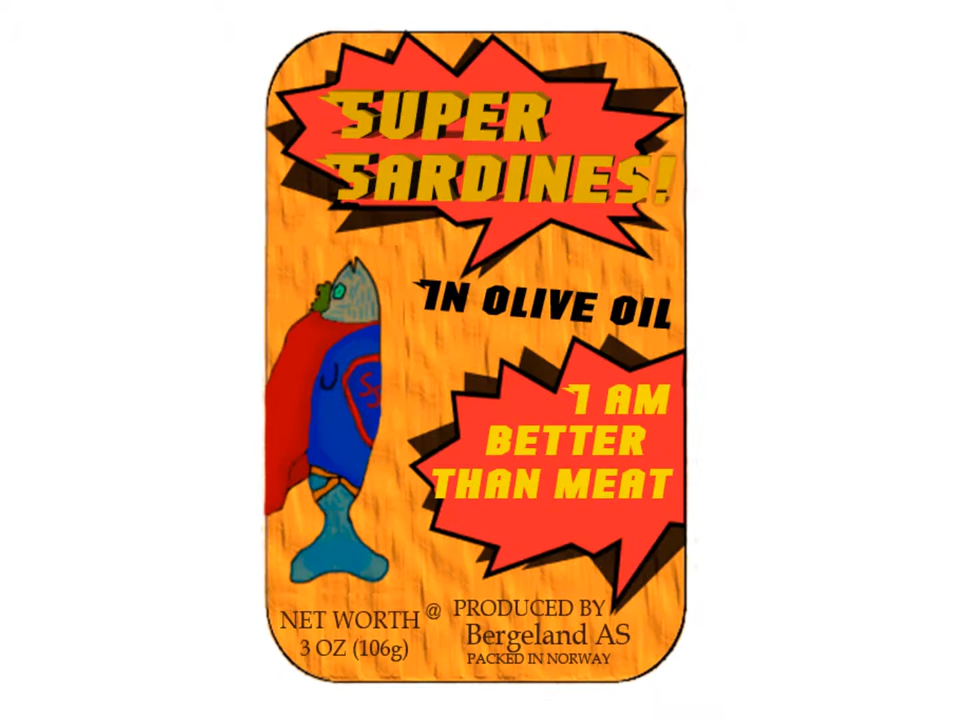 SUPER
SARDINES!
IN OLIVE OIL
SS
I AM
BETTER
THAN MEAT
NET WORTH @
3 OZ (106g)
PRODUCED BY
Bergeland AS
PACKED IN NORWAY